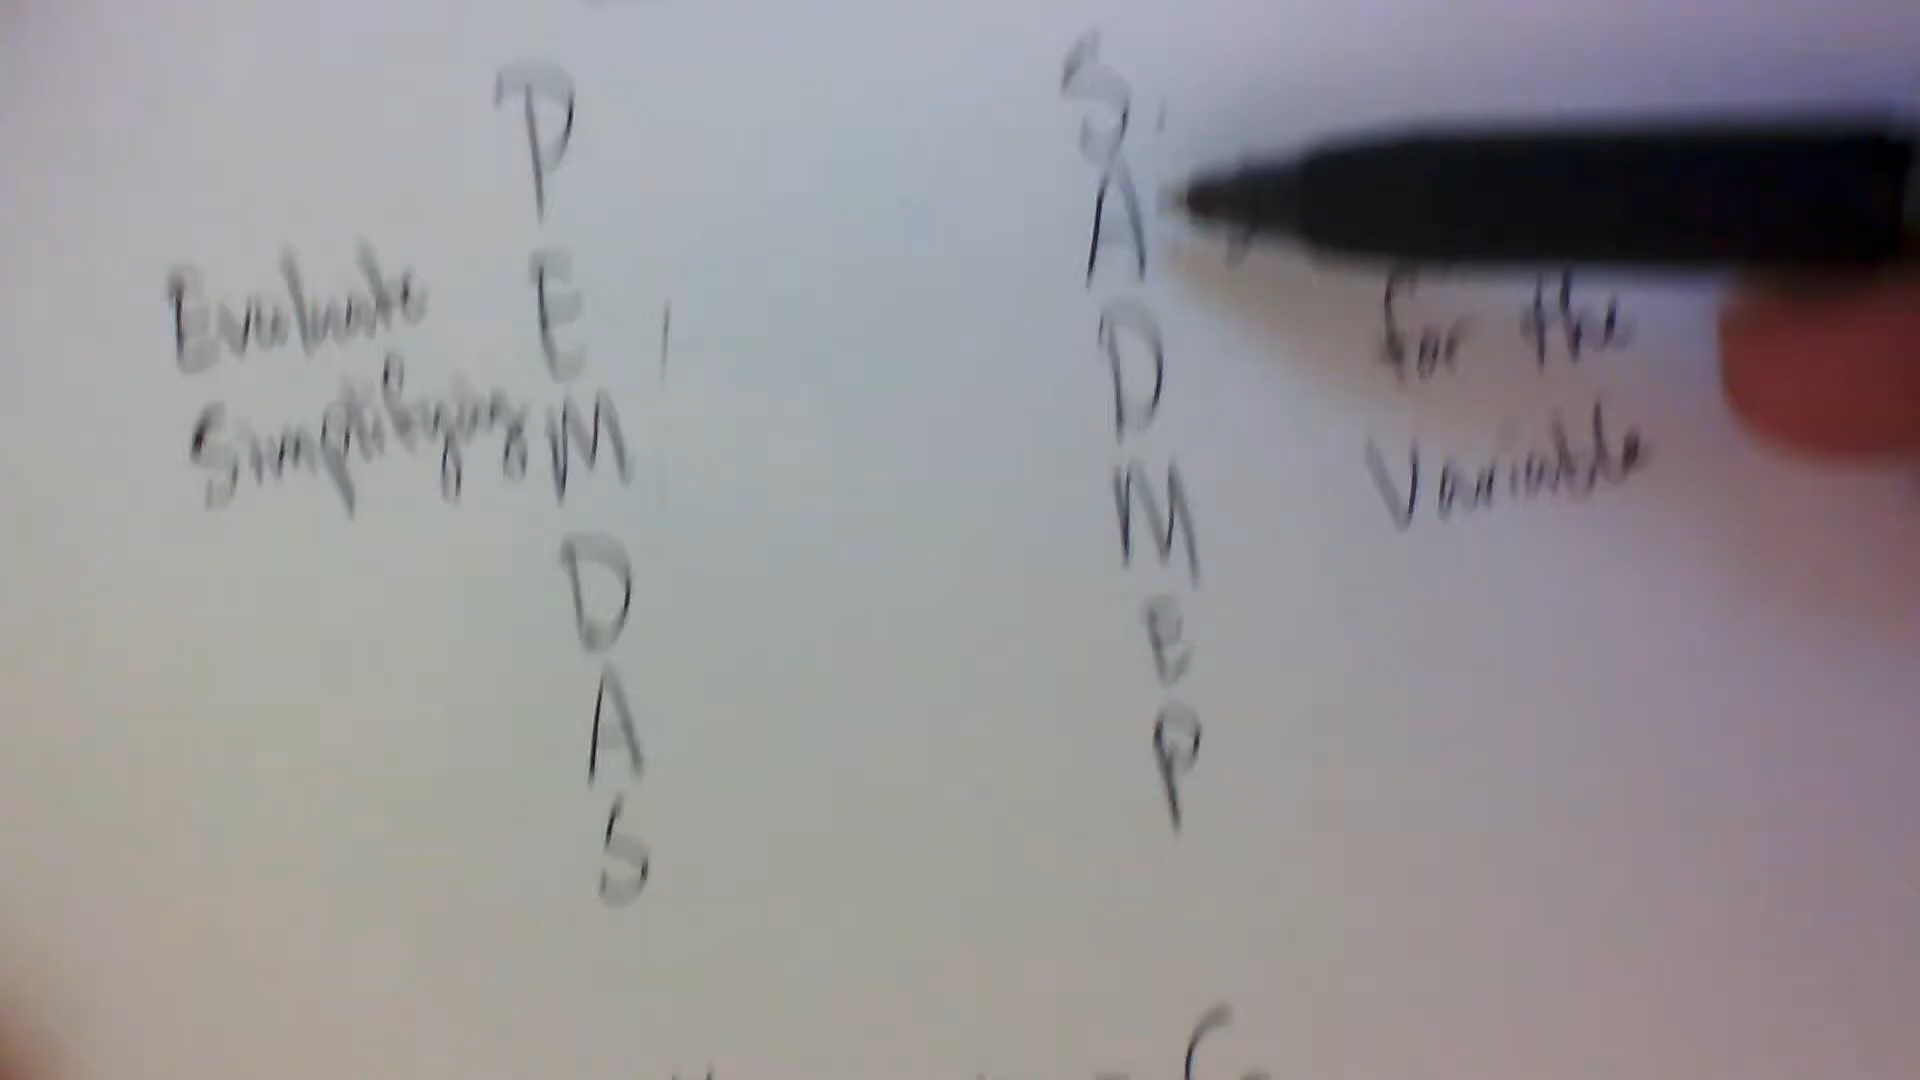 P
E
M
D
A
S
Evaluate
Simplifying
S
A
D
M
E
P
for the
Variable